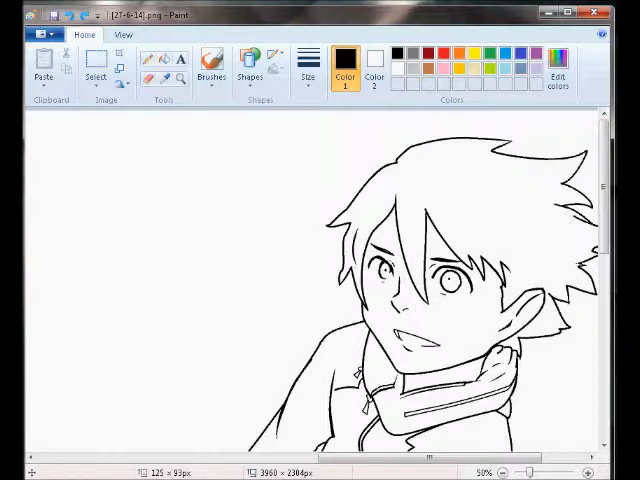 [27-6-14].png - Paint
Home View
Paste
Select
Brushes
Shapes
Size
Color 1
Color 2
Edit colors
Clipboard Image Tools Shapes Colors
125 × 93px 3960 × 2304px 50%